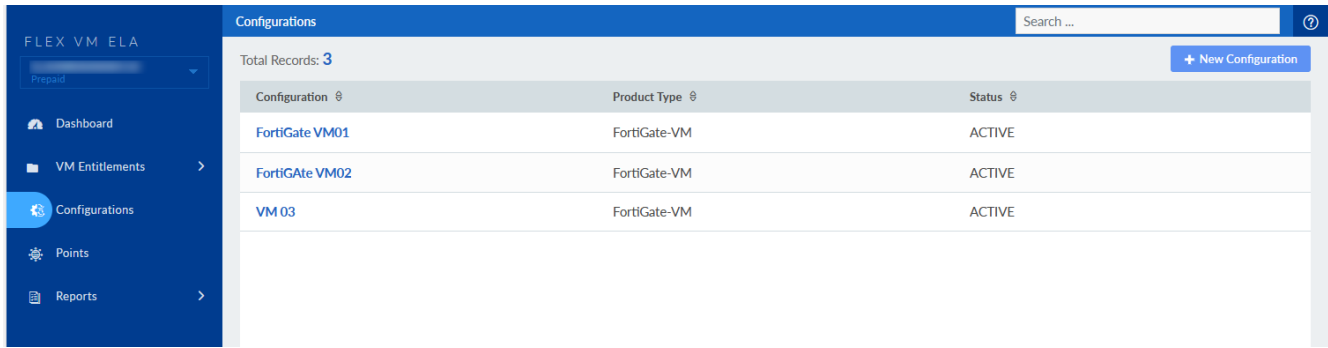 FLEX VM ELA
Prepaid
Dashboard
VM Entitlements
Configurations
Points
Reports
Configurations
Search ...
Total Records: 3
+ New Configuration
Configuration Product Type Status
FortiGate VM01 FortiGate-VM ACTIVE
FortiGAte VM02 FortiGate-VM ACTIVE
VM 03 FortiGate-VM ACTIVE